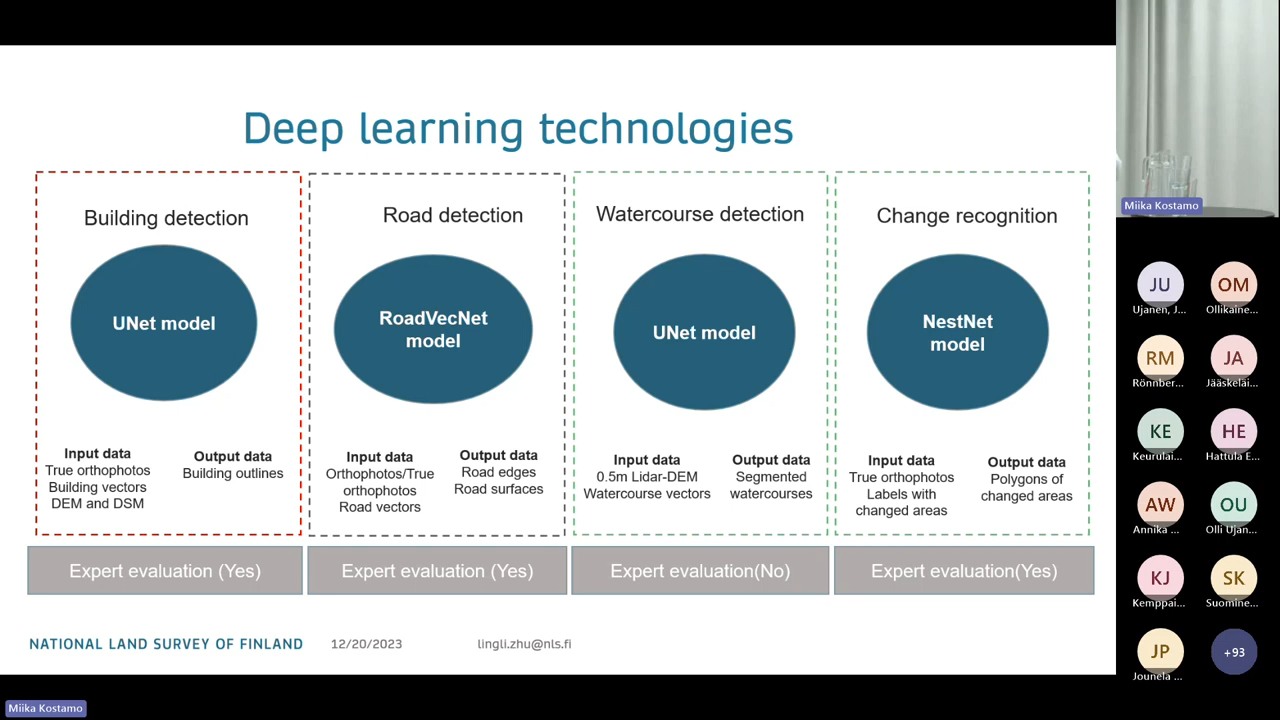 Deep learning technologies
Building detection
UNet model
Input data
True orthophotos
Building vectors
DEM and DSM
Output data
Building outlines
Expert evaluation (Yes)
Road detection
RoadVecNet
model
Input data
Orthophotos/True
orthophotos
Road vectors
Output data
Road edges
Road surfaces
Expert evaluation (Yes)
Watercourse detection
UNet model
Input data
0.5m Lidar-DEM
Watercourse vectors
Output data
Segmented
watercourses
Expert evaluation(No)
Change recognition
NestNet
model
Input data
True orthophotos
Labels with
changed areas
Output data
Polygons of
changed areas
Expert evaluation(Yes)
NATIONAL LAND SURVEY OF FINLAND
12/20/2023
lingli.zhu@nls.fi
Miika Kostamo
JU
Ujanen, J...
OM
Ollikaine...
RM
Rönnber...
JA
Jääskeläi...
KE
Keurulai...
HE
Hattula E...
AW
Annika ...
OU
Olli Ujan...
KJ
Kemppai...
SK
Suomine...
JP
Jounela ...
+93
Miika Kostamo